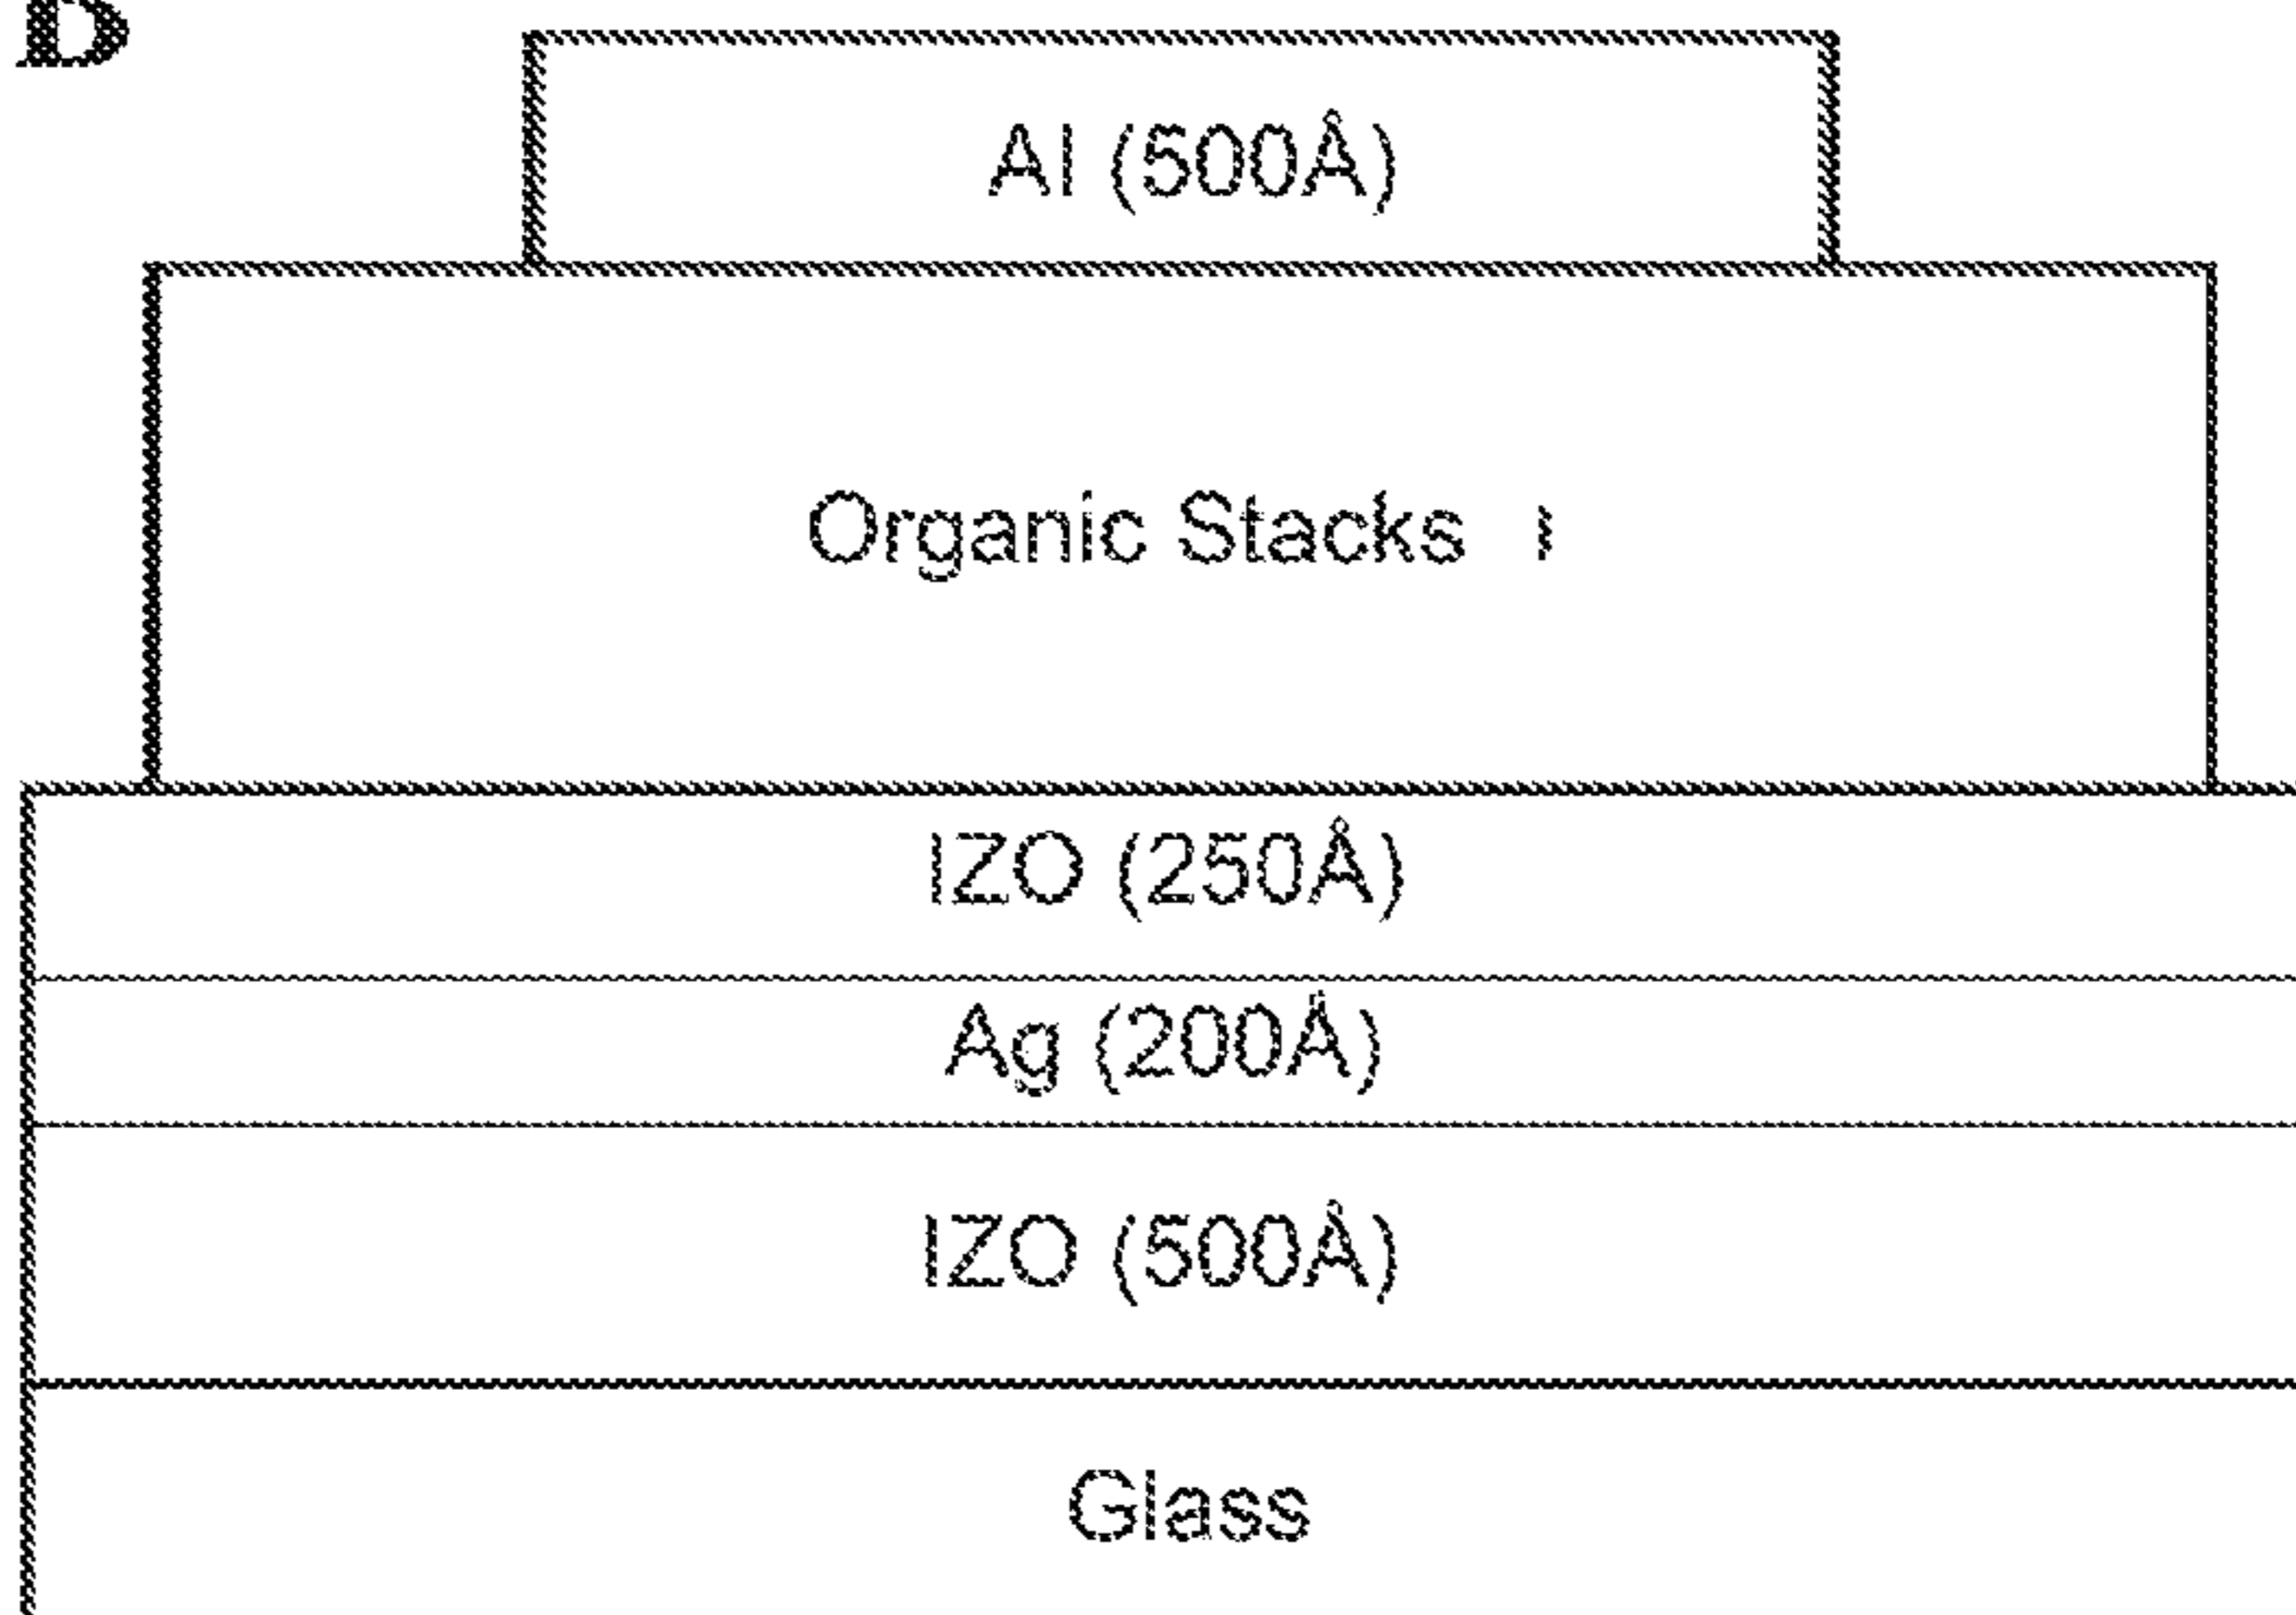 Al (500Å)
Organic Stacks I
IZO (250Å)
Ag (200Å)
IZO (500Å)
Glass